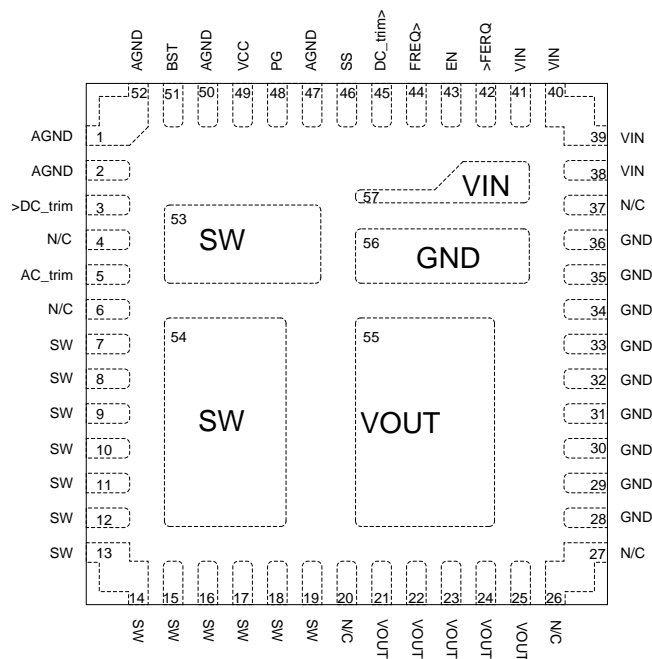 AGND BST AGND VCC PG AGND SS DC_trim> FREQ> EN >FERQ VIN VIN
52 51 50 49 48 47 46 45 44 43 42 41 40
AGND 1 39 VIN
AGND 2 38 VIN
>DC_trim 3 37 N/C
N/C 4 36 GND
AC_trim 5 35 GND
N/C 6 34 GND
SW 7 33 GND
SW 8 32 GND
SW 9 31 GND
SW 10 30 GND
SW 11 29 GND
SW 12 28 GND
SW 13 27 N/C
57 VIN
53 SW
56 GND
54 SW
55 VOUT
14 15 16 17 18 19 20 21 22 23 24 25 26
SW SW SW SW SW SW N/C VOUT VOUT VOUT VOUT VOUT N/C